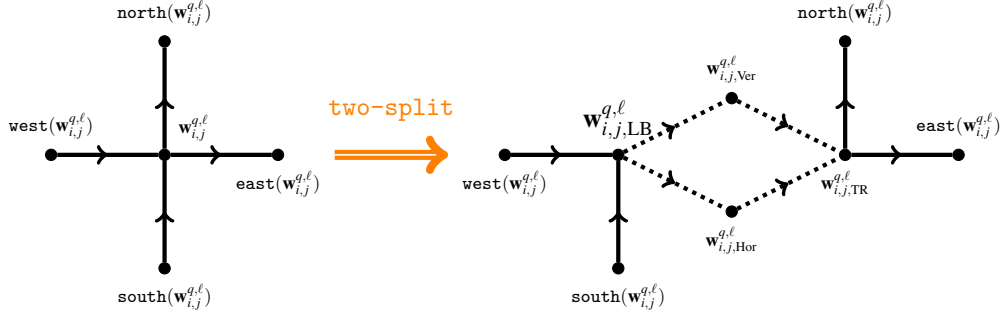 north(𝐰_{i,j}^{q,ℓ})
west(𝐰_{i,j}^{q,ℓ})
𝐰_{i,j}^{q,ℓ}
east(𝐰_{i,j}^{q,ℓ})
south(𝐰_{i,j}^{q,ℓ})
two-split
north(𝐰_{i,j}^{q,ℓ})
𝐰_{i,j,Ver}^{q,ℓ}
𝐰_{i,j,LB}^{q,ℓ}
east(𝐰_{i,j}^{q,ℓ})
west(𝐰_{i,j}^{q,ℓ})
𝐰_{i,j,TR}^{q,ℓ}
𝐰_{i,j,Hor}^{q,ℓ}
south(𝐰_{i,j}^{q,ℓ})